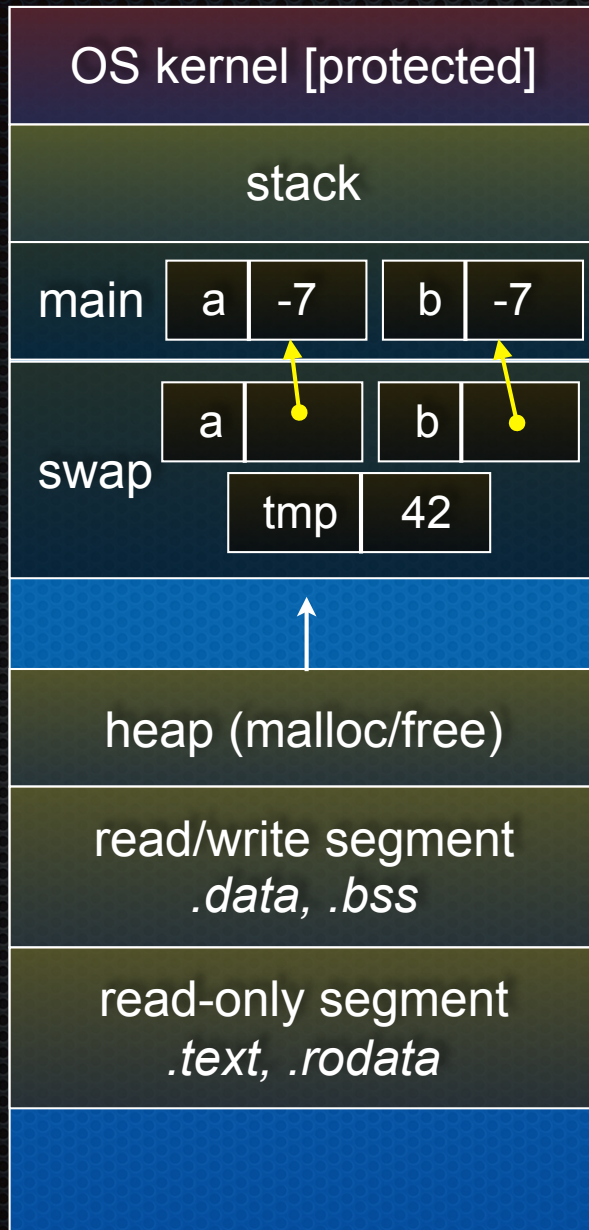 OS kernel [protected]
stack
main a -7 b -7
a b
swap
tmp 42
heap (malloc/free)
read/write segment
.data, .bss
read-only segment
.text, .rodata